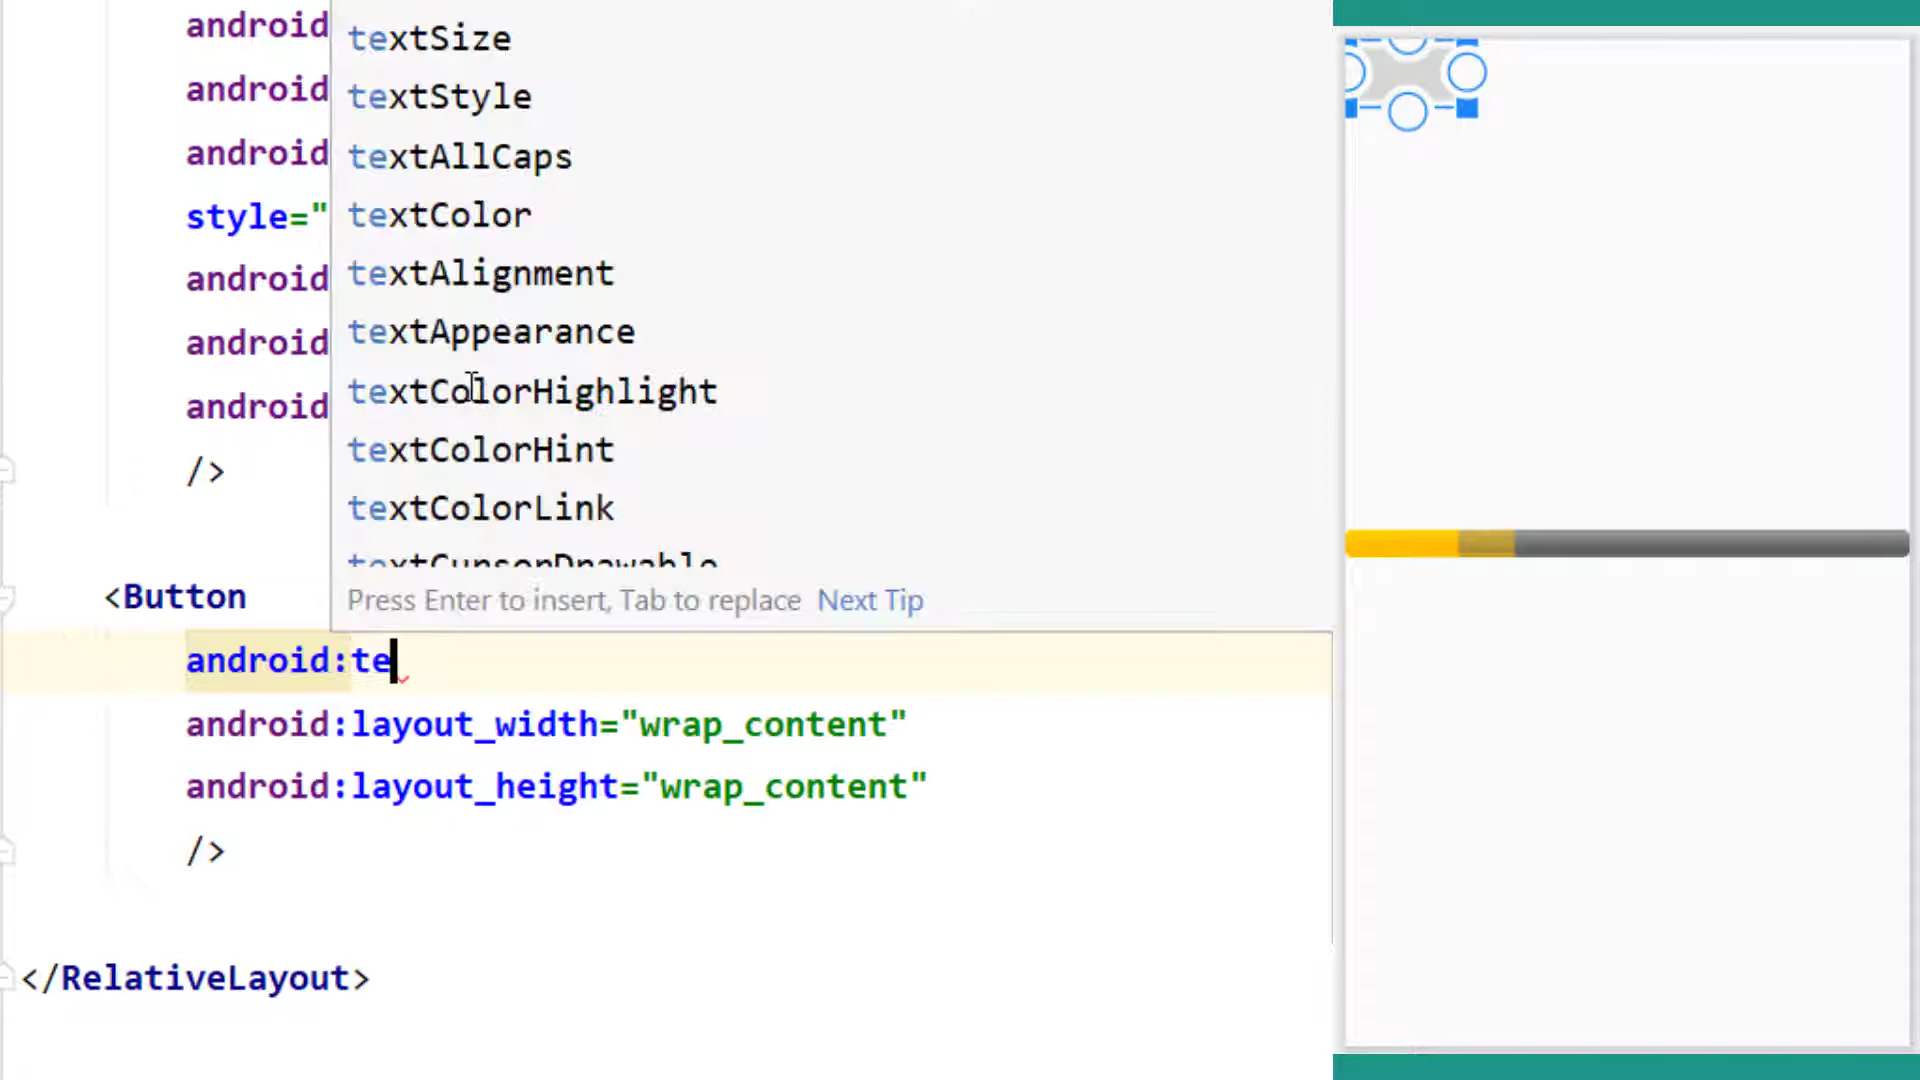 android
textSize
android
textStyle
android
textAllCaps
style="
textColor
android
textAlignment
android
textAppearance
android
textColorHighlight
/>
textColorHint
textColorLink
textCursorDrawable
<Button
Press Enter to insert, Tab to replace Next Tip
android:te
android:layout_width="wrap_content"
android:layout_height="wrap_content"
/>
</RelativeLayout>